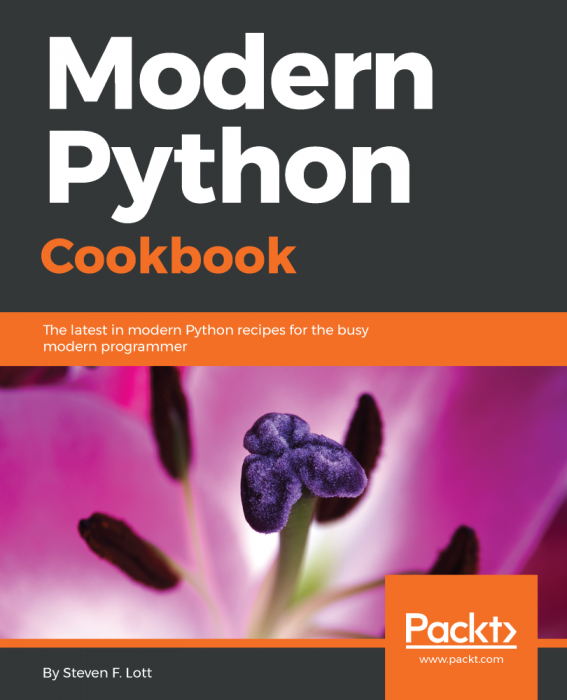 Modern
Python
Cookbook
The latest in modern Python recipes for the busy
modern programmer
Packt>
www.packt.com
By Steven F. Lott